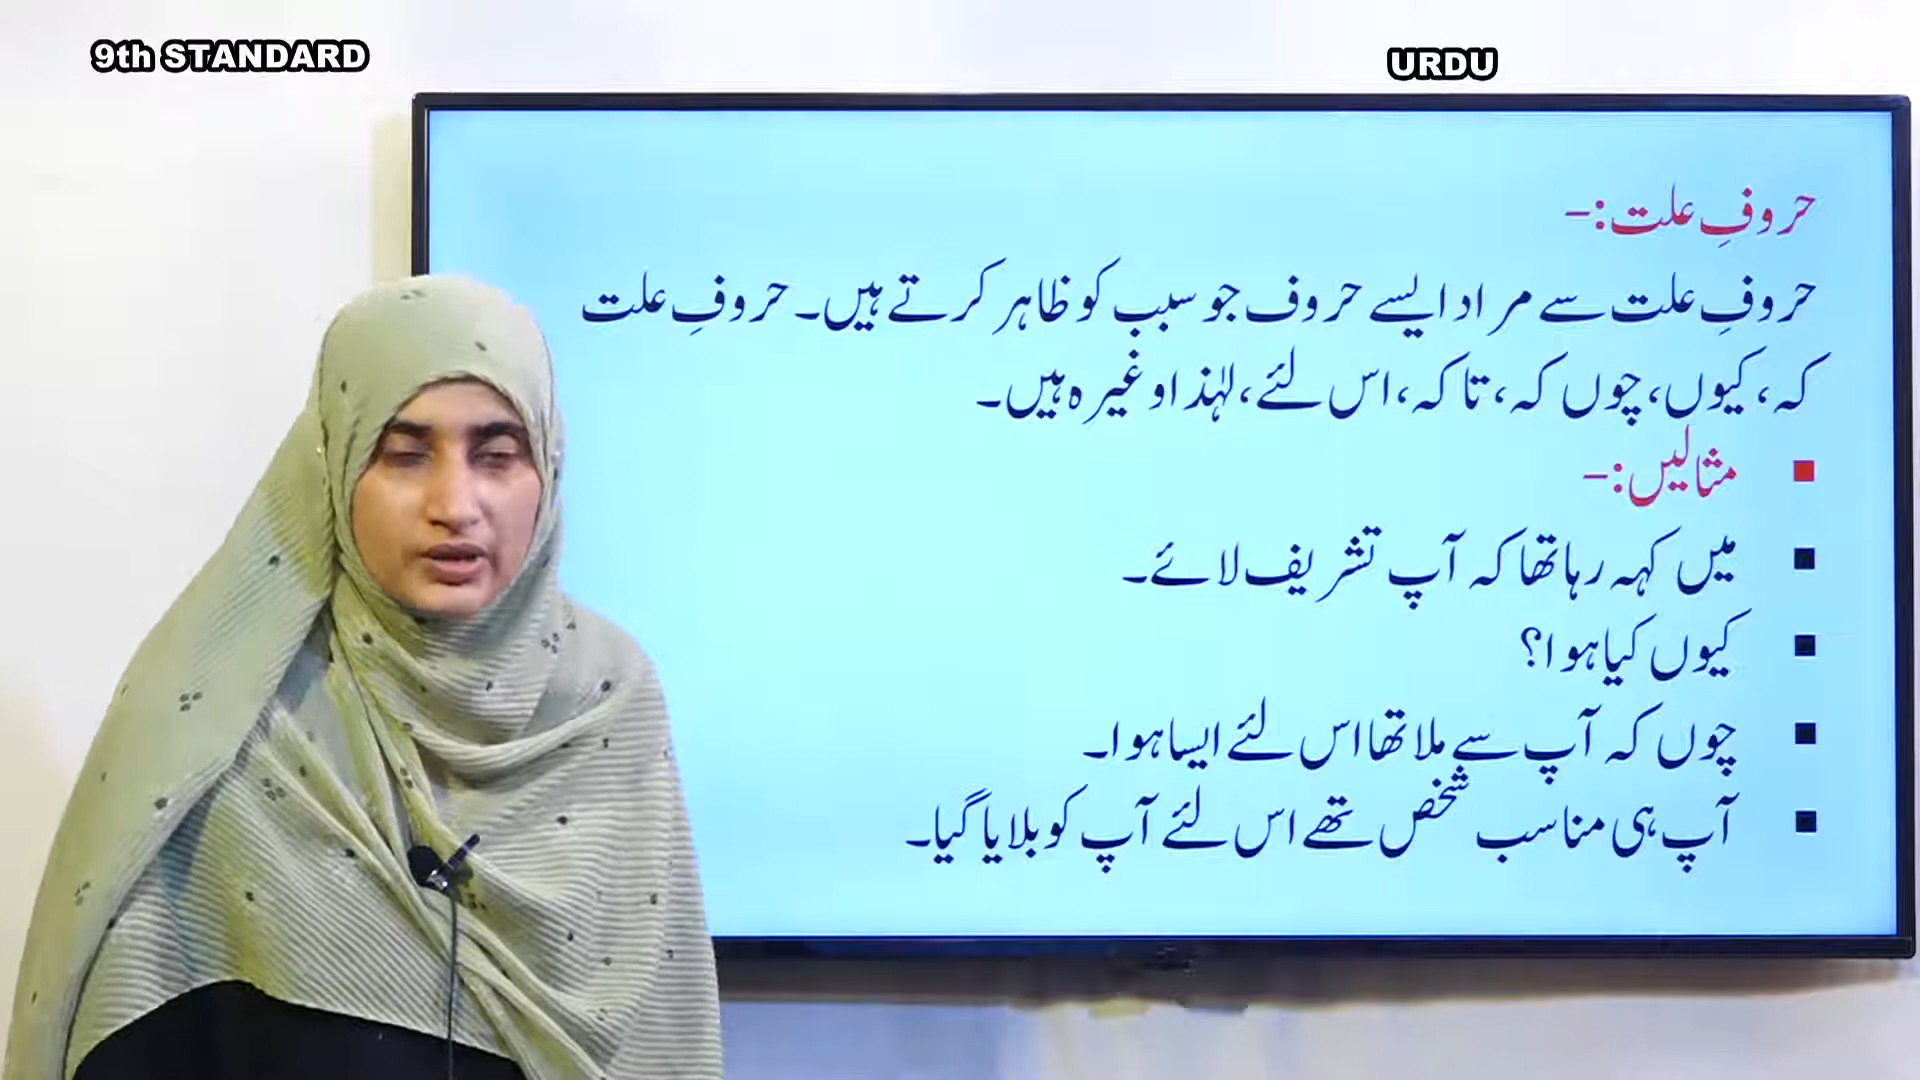 9th STANDARD
URDU
حروفِ علت:-
حروفِ علت سے مراد ایسے حروف جو سبب کو ظاہر کرتے ہیں۔ حروفِ علت
کہ، کیوں، چوں کہ، تاکہ، اس لئے، لہٰذا وغیرہ ہیں۔
مثالیں:-
میں کہہ رہا تھا کہ آپ تشریف لائے۔
کیوں کیا ہوا؟
چوں کہ آپ سے ملا تھا اس لئے ایسا ہوا۔
آپ ہی مناسب شخص تھے اس لئے آپ کو بلایا گیا۔